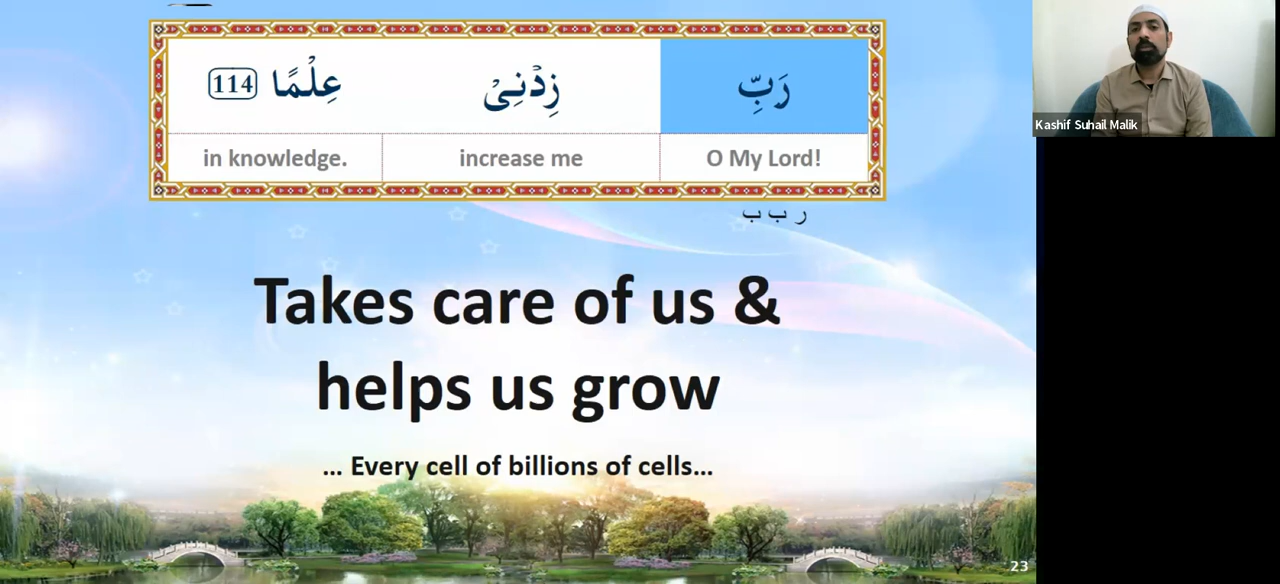 رَبِّ زِدْنِیْ عِلْمًا 114
O My Lord! increase me in knowledge.
ر ب ب
Takes care of us &
helps us grow
... Every cell of billions of cells...
23
Kashif Suhail Malik